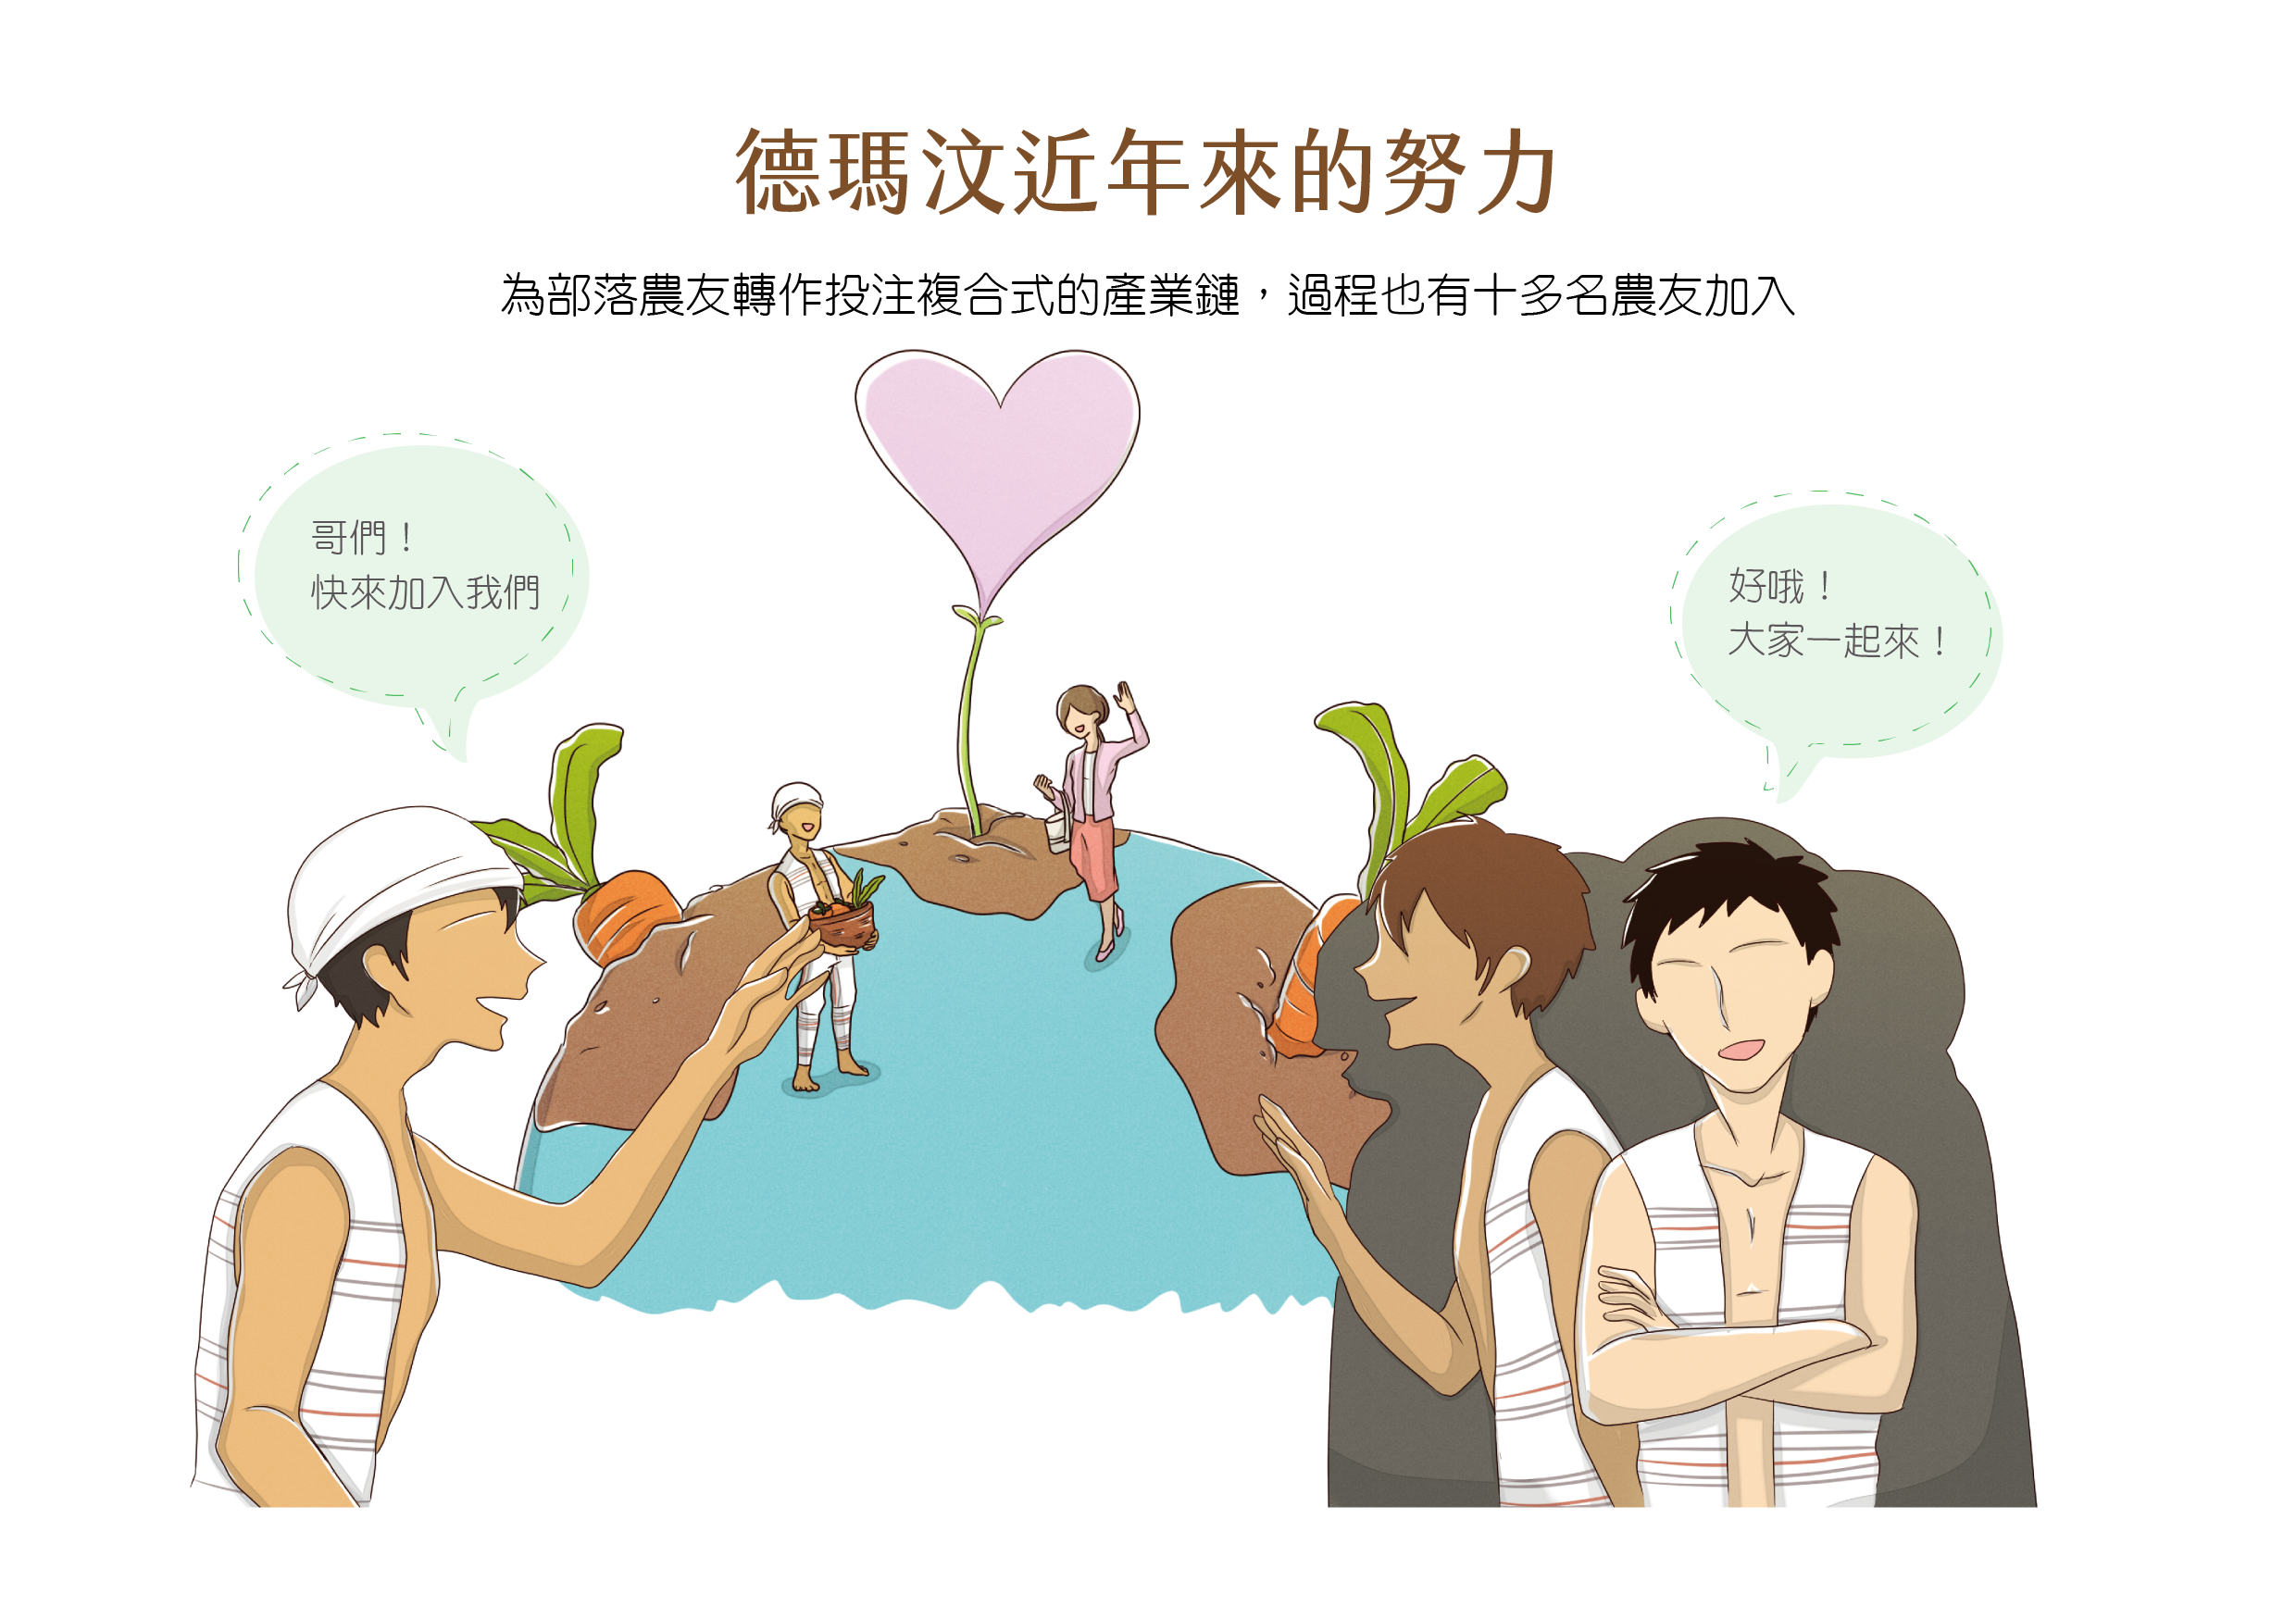 德瑪汶近年來的努力
為部落農友轉作投注複合式的產業鏈，過程也有十多名農友加入
哥們！
快來加入我們
好哦！
大家一起來！